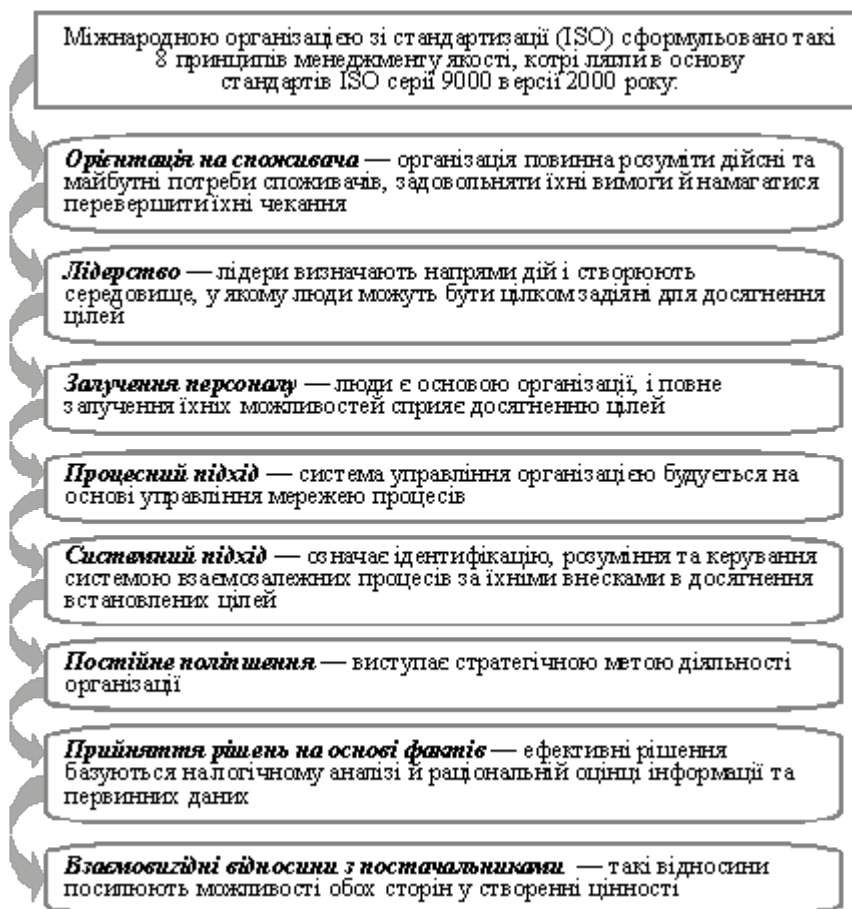 Міжнародною організацією зі стандартизації (ISO) сформульовано такі
8 принципів менеджменту якості, котрі лягли в основу
стандартів ISO серії 9000 версії 2000 року.
Орієнтація на споживача — організація повинна розуміти дійсні та
майбутні потреби споживачів, задовольняти їхні вимоги й намагатися
перевершити їхні чекання
Лідерство — лідери визначають напрями дій і створюють
середовище, у якому люди можуть бути цілком задіяні для досягнення
цілей
Залучення персоналу — люди є основою організації, і повне
залучення їхніх можливостей сприяє досягненню цілей
Процесний підхід — система управління організацією будується на
основі управління мережею процесів
Системний підхід — означає ідентифікацію, розуміння та керування
системою взаємозалежних процесів за їхніми внесками в досягнення
встановлених цілей
Постійне поліпшення — виступає стратегічною метою діяльності
організації
Прийняття рішень на основі фактів — ефективні рішення
базуються на логічному аналізі й раціональній оцінці інформації та
первинних даних
Взаємовигідні відносини з постачальниками — такі відносини
посилюють можливості обох сторін у створенні цінності